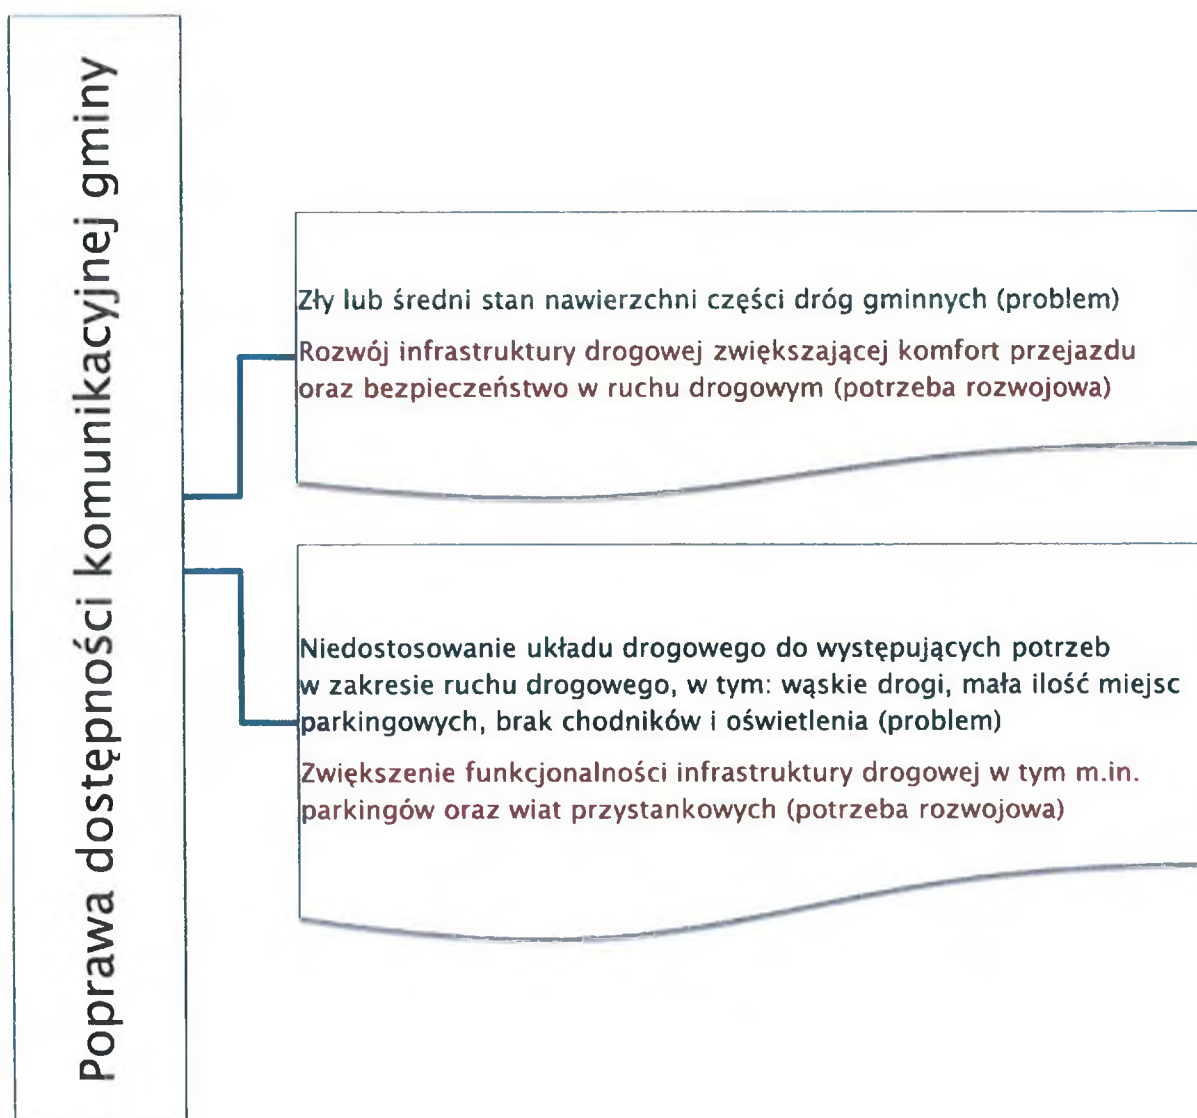 Poprawa dostępności komunikacyjnej gminy
Zły lub średni stan nawierzchni części dróg gminnych (problem)
Rozwój infrastruktury drogowej zwiększającej komfort przejazdu
oraz bezpieczeństwo w ruchu drogowym (potrzeba rozwojowa)
Niedostosowanie układu drogowego do występujących potrzeb
w zakresie ruchu drogowego, w tym: wąskie drogi, mała ilość miejsc
parkingowych, brak chodników i oświetlenia (problem)
Zwiększenie funkcjonalności infrastruktury drogowej w tym m.in.
parkingów oraz wiat przystankowych (potrzeba rozwojowa)